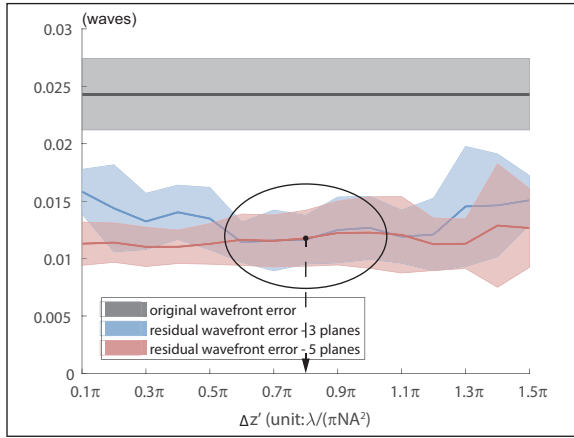 (waves)
0.03
0.025
0.02
0.015
0.01
0.005
0
original wavefront error
residual wavefront error - 3 planes
residual wavefront error - 5 planes
0.1π 0.3π 0.5π 0.7π 0.9π 1.1π 1.3π 1.5π
Δz' (unit:λ/(πNA²)